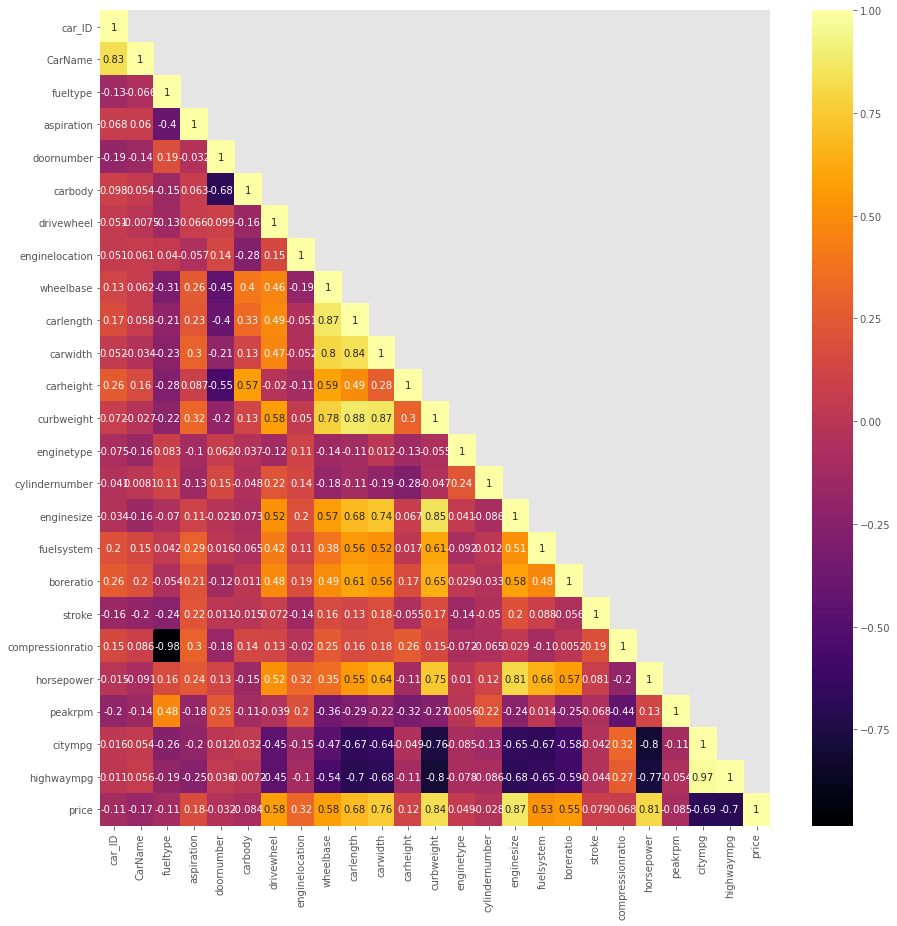 car_ID 1 1.00
CarName 0.83 1
fueltype -0.13 -0.066 1
aspiration 0.068 0.06 -0.4 1 0.75
doornumber -0.19 -0.14 0.19 -0.032 1
carbody 0.098 0.054 -0.15 0.063 -0.68 1
drivewheel 0.051 -0.0075 -0.13 0.066 0.099 -0.16 1 0.50
enginelocation 0.051 0.061 0.04 -0.057 0.14 -0.28 0.15 1
wheelbase 0.13 0.062 -0.31 0.26 -0.45 0.4 0.46 -0.19 1
carlength 0.17 0.058 -0.21 0.23 -0.4 0.33 0.49 -0.051 0.87 1 0.25
carwidth 0.052 -0.034 -0.23 0.3 -0.21 0.13 0.47 -0.052 0.8 0.84 1
carheight 0.26 0.16 -0.28 0.087 -0.55 0.57 -0.02 -0.11 0.59 0.49 0.28 1
curbweight 0.072 -0.027 -0.22 0.32 -0.2 0.13 0.58 0.05 0.78 0.88 0.87 0.3 1 0.00
enginetype -0.075 -0.16 0.083 -0.1 0.062 -0.037 -0.12 0.11 -0.14 -0.11 0.012 -0.13 -0.055 1
cylindernumber -0.041 0.0081 0.11 -0.13 0.15 -0.048 0.22 0.14 -0.18 -0.11 -0.19 -0.28 -0.047 0.24 1
enginesize -0.034 -0.16 -0.07 0.11 -0.021 -0.073 0.52 0.2 0.57 0.68 0.74 0.067 0.85 0.041 -0.086 1 −0.25
fuelsystem 0.2 0.15 0.042 0.29 0.016 -0.065 0.42 0.11 0.38 0.56 0.52 0.017 0.61 -0.092 0.012 0.51 1
boreratio 0.26 0.2 -0.054 0.21 -0.12 0.011 0.48 0.19 0.49 0.61 0.56 0.17 0.65 0.029 -0.033 0.58 0.48 1
stroke -0.16 -0.2 -0.24 0.22 0.011 -0.015 0.072 -0.14 0.16 0.13 0.18 -0.055 0.17 -0.14 -0.05 0.2 0.088 -0.056 1
compressionratio 0.15 0.086 -0.98 0.3 -0.18 0.14 0.13 -0.02 0.25 0.16 0.18 0.26 0.15 -0.072 -0.065 0.029 -0.1 0.0052 0.19 1 −0.50
horsepower -0.015 -0.091 0.16 0.24 0.13 -0.15 0.52 0.32 0.35 0.55 0.64 -0.11 0.75 0.01 0.12 0.81 0.66 0.57 0.081 -0.2 1
peakrpm -0.2 -0.14 0.48 -0.18 0.25 -0.11 -0.039 0.2 -0.36 -0.29 -0.22 -0.32 -0.27 0.0056 0.22 -0.24 0.014 -0.25 -0.068 -0.44 0.13 1
citympg 0.016 0.054 -0.26 -0.2 0.012 0.032 -0.45 -0.15 -0.47 -0.67 -0.64 -0.049 -0.76 -0.085 -0.13 -0.65 -0.67 -0.58 -0.042 0.32 -0.8 -0.11 1 −0.75
highwaympg 0.011 0.056 -0.19 -0.25 0.036 -0.0072 -0.45 -0.1 -0.54 -0.7 -0.68 -0.11 -0.8 -0.078 -0.086 -0.68 -0.65 -0.59 -0.044 0.27 -0.77 -0.054 0.97 1
price -0.11 -0.17 -0.11 0.18 -0.032 -0.084 0.58 0.32 0.58 0.68 0.76 0.12 0.84 0.049 -0.028 0.87 0.53 0.55 0.079 0.068 0.81 -0.085 -0.69 -0.7 1
car_ID
CarName
fueltype
aspiration
doornumber
carbody
drivewheel
enginelocation
wheelbase
carlength
carwidth
carheight
curbweight
enginetype
cylindernumber
enginesize
fuelsystem
boreratio
stroke
compressionratio
horsepower
peakrpm
citympg
highwaympg
price